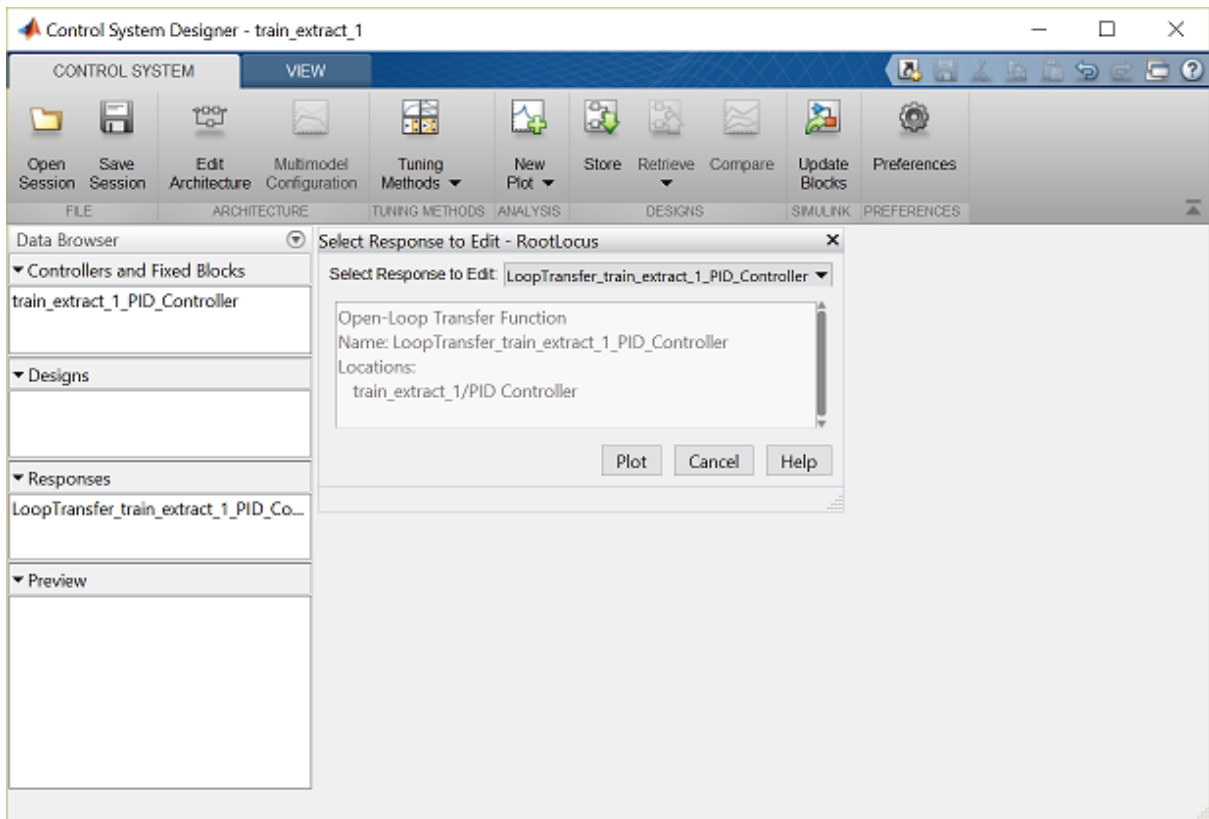 Control System Designer - train_extract_1
CONTROL SYSTEM VIEW
Open Session
Save Session
Edit Architecture
Multimodel Configuration
Tuning Methods
New Plot
Store
Retrieve
Compare
Update Blocks
Preferences
FILE ARCHITECTURE TUNING METHODS ANALYSIS DESIGNS SIMULINK PREFERENCES
Data Browser
Controllers and Fixed Blocks
train_extract_1_PID_Controller
Designs
Responses
LoopTransfer_train_extract_1_PID_Co...
Preview
Select Response to Edit - RootLocus
Select Response to Edit: LoopTransfer_train_extract_1_PID_Controller
Open-Loop Transfer Function
Name: LoopTransfer_train_extract_1_PID_Controller
Locations:
train_extract_1/PID Controller
Plot Cancel Help